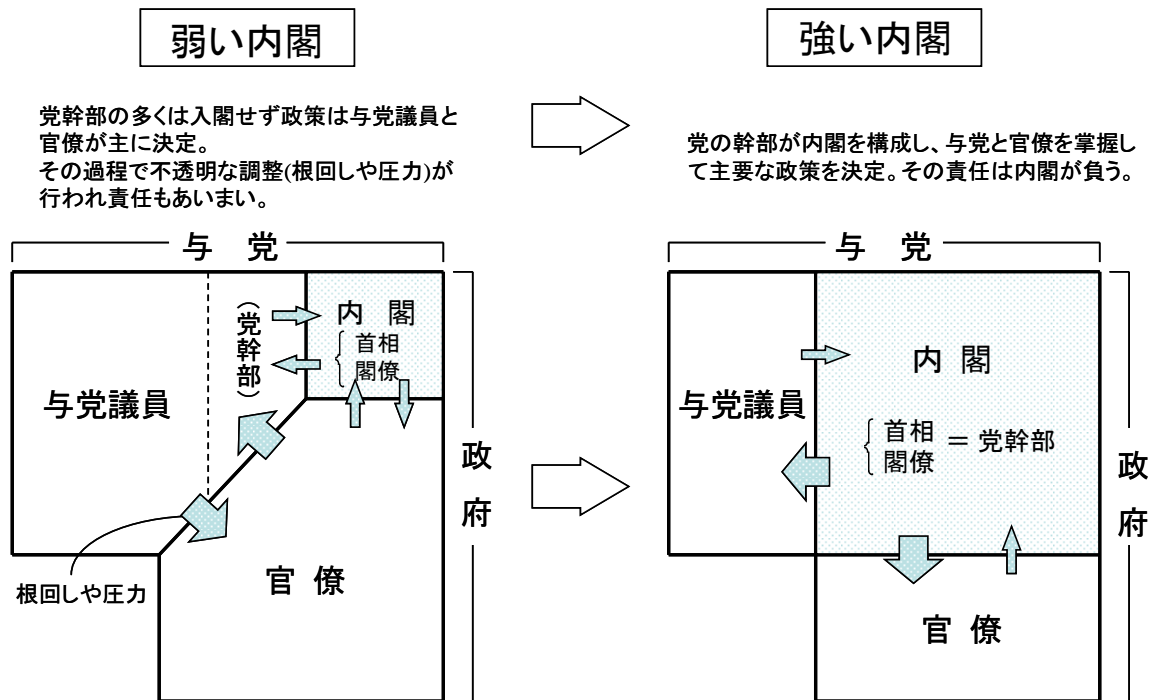 弱い内閣
党幹部の多くは入閣せず政策は与党議員と
官僚が主に決定。
その過程で不透明な調整(根回しや圧力)が
行われ責任もあいまい。
与 党
与党議員
(党幹部)
内 閣
首相
閣僚
政府
根回しや圧力
官 僚
強い内閣
党の幹部が内閣を構成し、与党と官僚を掌握し
て主要な政策を決定。その責任は内閣が負う。
与 党
与党議員
内 閣
首相
閣僚
= 党幹部
政府
官 僚